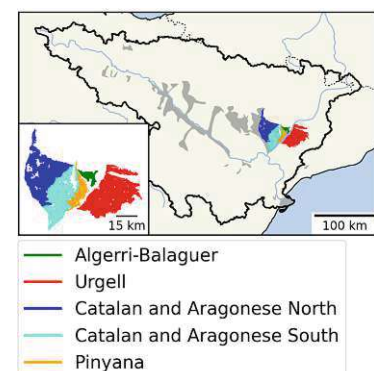 15 km
100 km
Algerri-Balaguer
Urgell
Catalan and Aragonese North
Catalan and Aragonese South
Pinyana